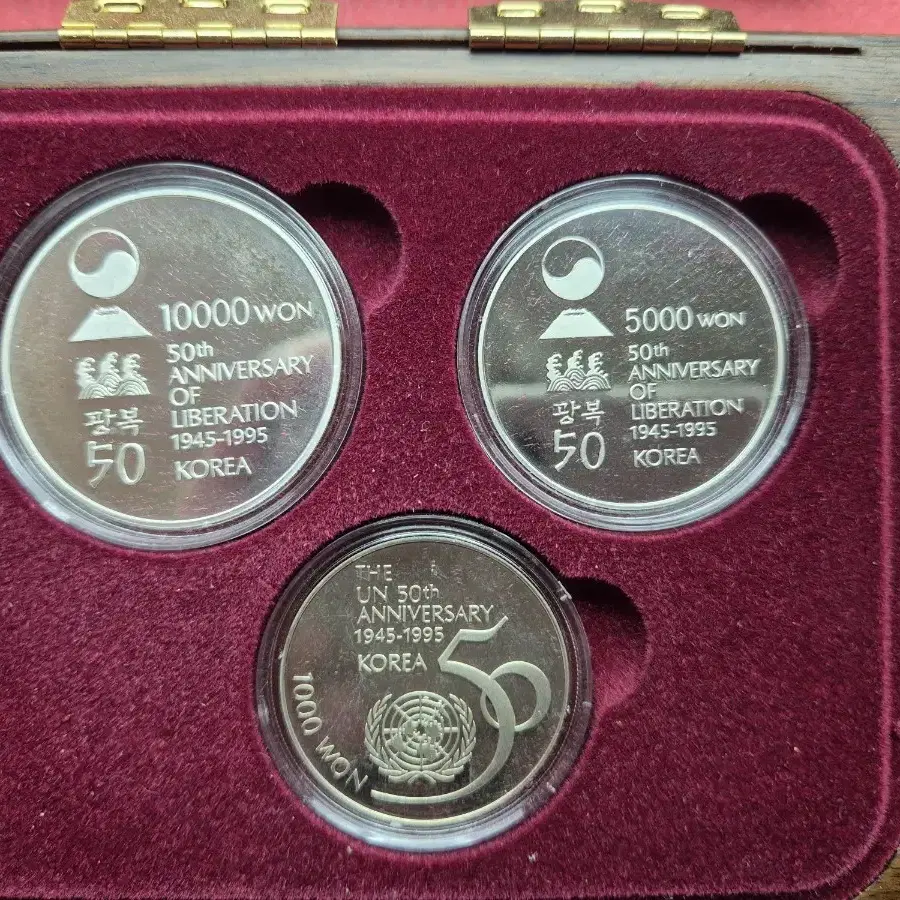 10000 WON
50th
ANNIVERSARY
OF
LIBERATION
1945-1995
KOREA
광복
50
5000 WON
50th
ANNIVERSARY
OF
LIBERATION
1945-1995
KOREA
광복
50
THE
UN 50th
ANNIVERSARY
1945-1995
KOREA
50
1000 WON